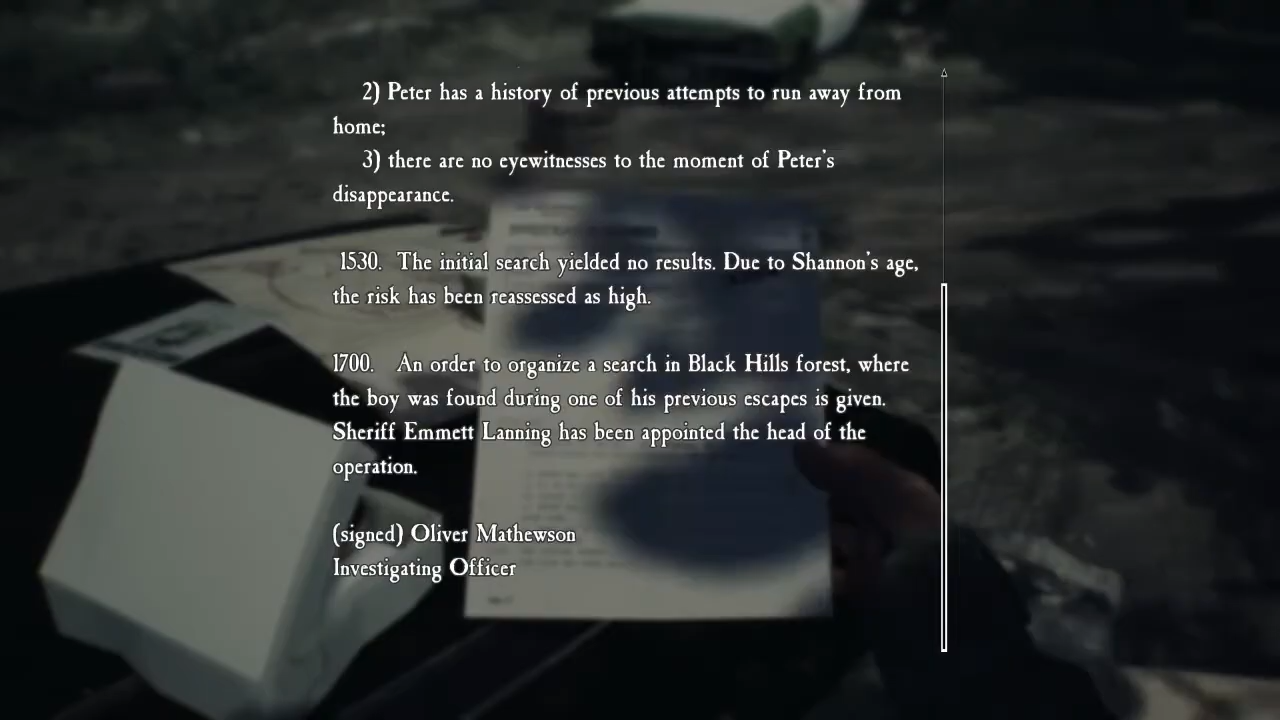 2) Peter has a history of previous attempts to run away from
home;
3) there are no eyewitnesses to the moment of Peter's
disappearance.
1530. The initial search yielded no results. Due to Shannon's age,
the risk has been reassessed as high.
1700. An order to organize a search in Black Hills forest, where
the boy was found during one of his previous escapes is given.
Sheriff Emmett Lanning has been appointed the head of the
operation.
(signed) Oliver Mathewson
Investigating Officer